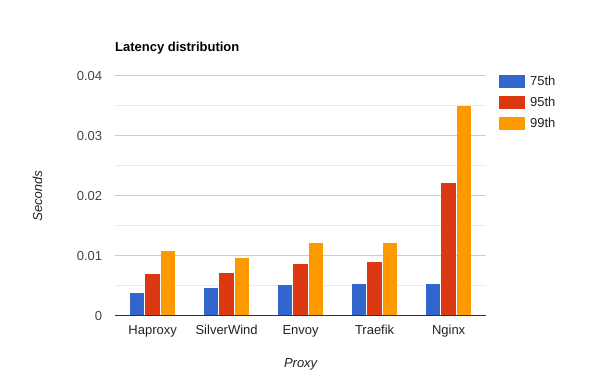 Latency distribution
0.04
0.03
0.02
0.01
0
Seconds
75th
95th
99th
Haproxy SilverWind Envoy Traefik Nginx
Proxy